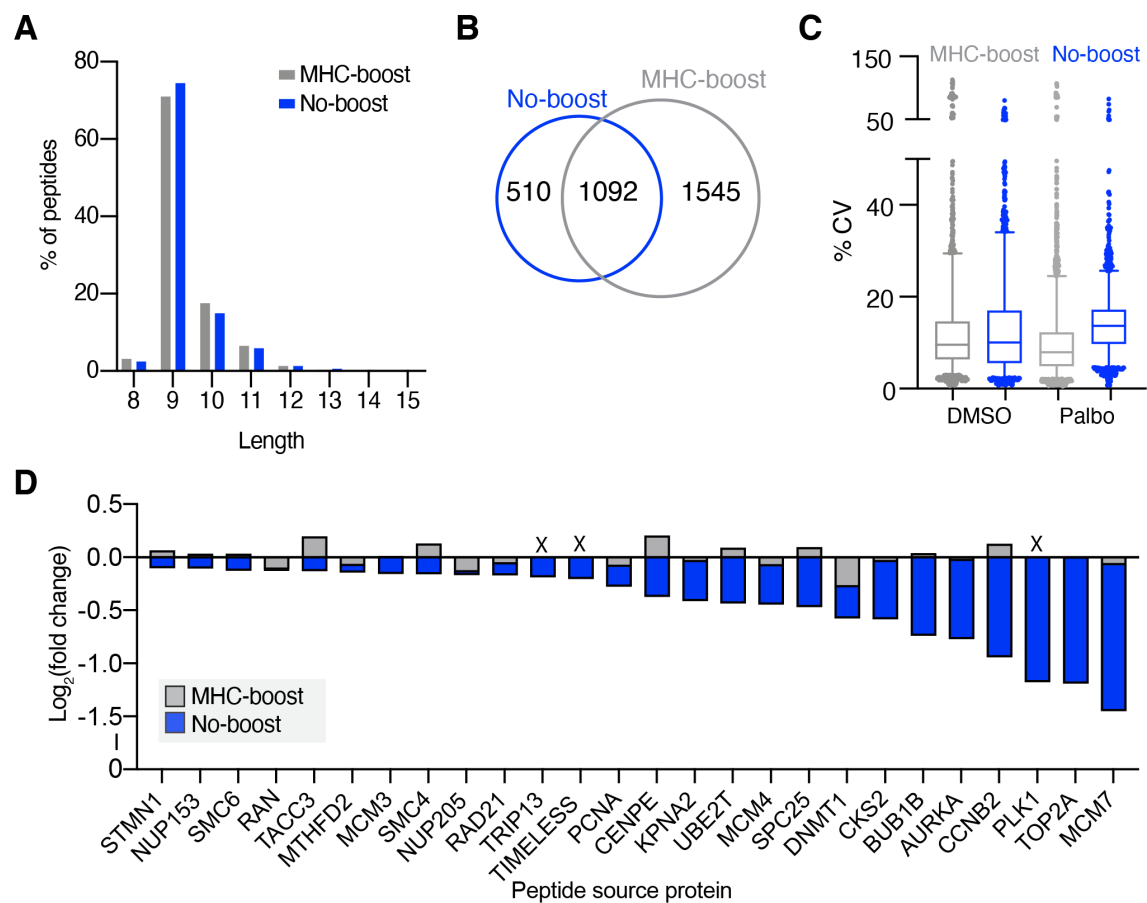 A
80
60
40
20
0
% of peptides
MHC-boost
No-boost
8 9 10 11 12 13 14 15
Length
B
No-boost
MHC-boost
510 1092 1545
C
MHC-boost No-boost
150
50
40
20
0
% CV
DMSO Palbo
D
0.5
0.0
-0.5
-1.0
-1.5
0
Log2(fold change)
X X X
MHC-boost
No-boost
STMN1 NUP153 SMC6 RAN TACC3 MTHFD2 MCM3 SMC4 NUP205 RAD21 TRIP13 TIMELESS PCNA CENPE KPNA2 UBE2T MCM4 SPC25 DNMT1 CKS2 BUB1B AURKA CCNB2 PLK1 TOP2A MCM7
Peptide source protein